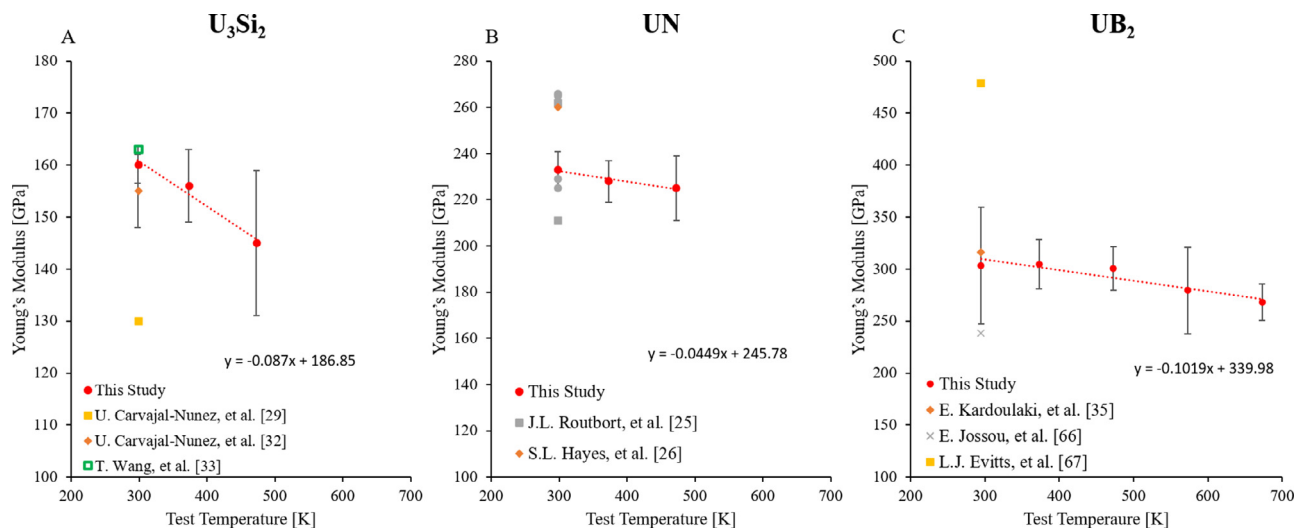 U₃Si₂
A
180
170
160
150
140
130
120
110
100
Young's Modulus [GPa]
y = -0.087x + 186.85
This Study
U. Carvajal-Nunez, et al. [29]
U. Carvajal-Nunez, et al. [32]
T. Wang, et al. [33]
200 300 400 500 600 700
Test Temperature [K]
UN
B
280
260
240
220
200
180
160
140
120
100
Young's Modulus [GPa]
y = -0.0449x + 245.78
This Study
J.L. Routbort, et al. [25]
S.L. Hayes, et al. [26]
200 300 400 500 600 700
Test Temperature [K]
UB₂
C
500
450
400
350
300
250
200
150
100
Young's Modulus [GPa]
y = -0.1019x + 339.98
This Study
E. Kardoulaki, et al. [35]
E. Jossou, et al. [66]
L.J. Evitts, et al. [67]
200 300 400 500 600 700
Test Temperaure [K]